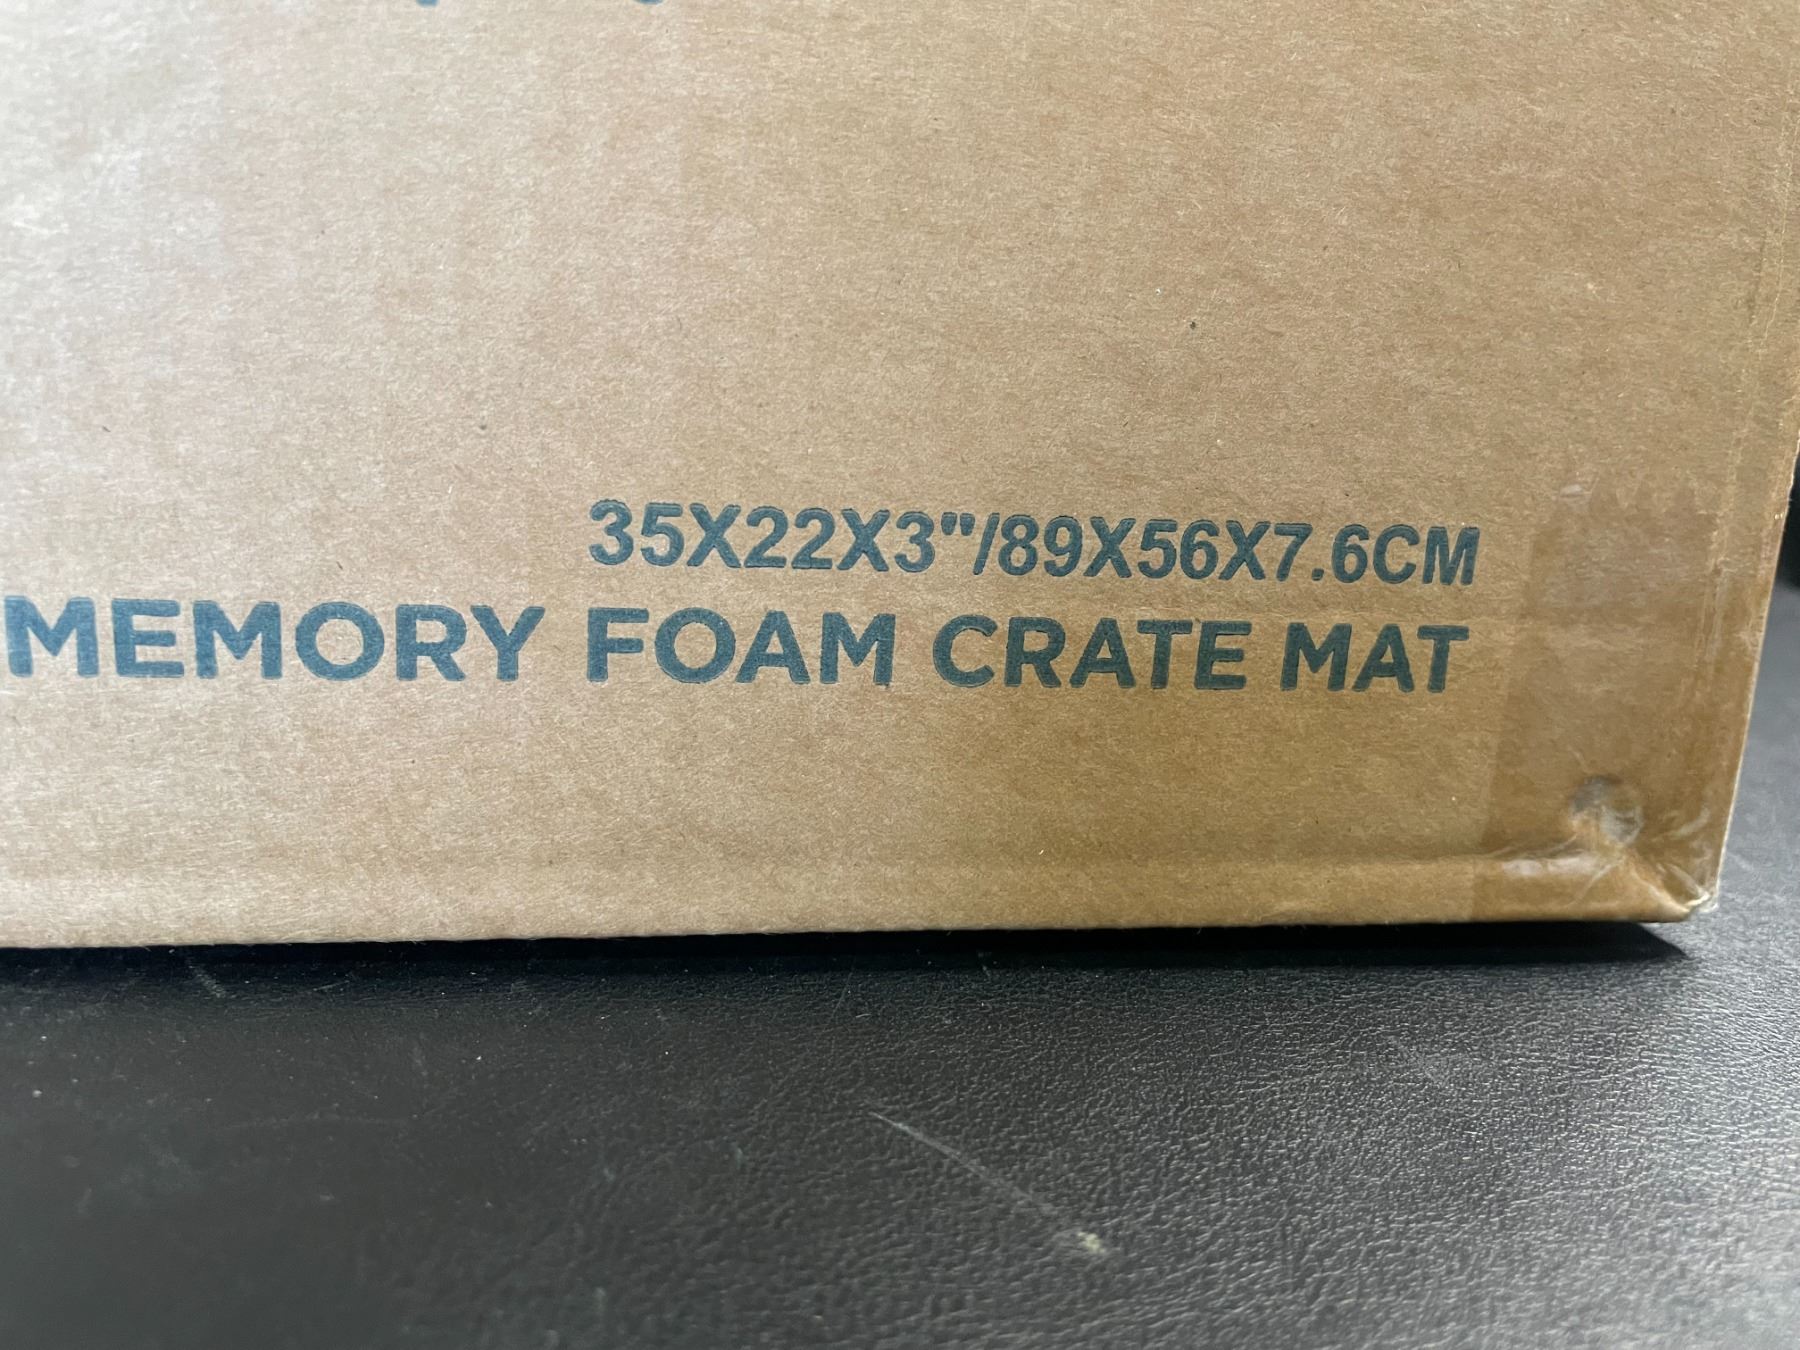 35X22X3"/89X56X7.6CM
MEMORY FOAM CRATE MAT